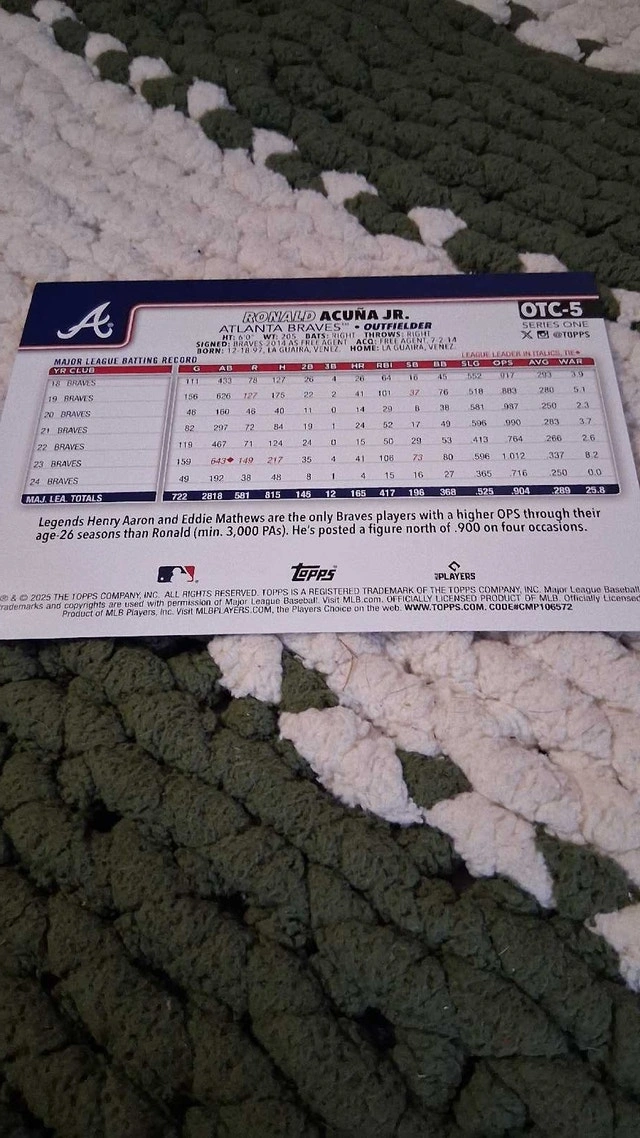 A
RONALD ACUÑA JR.
OTC-5
ATLANTA BRAVES™ • OUTFIELDER
SERIES ONE
HT: 6'0" WT: 205 BATS: RIGHT THROWS: RIGHT
X @TOPPS
SIGNED: BRAVES 2014 AS FREE AGENT ACQ: FREE AGENT, 7-2-14
BORN: 12-18-97, LA GUAIRA, VENEZ. HOME: LA GUAIRA, VENEZ.
MAJOR LEAGUE BATTING RECORD LEAGUE LEADER IN ITALICS, TIE♦
YR CLUB G AB R H 2B 3B HR RBI SB BB SLG OPS AVG WAR
18 BRAVES 111 433 78 127 26 4 26 64 16 45 .552 .917 .293 3.9
19 BRAVES 156 626 127 175 22 2 41 101 37 76 .518 .883 .280 5.1
20 BRAVES 46 160 46 40 11 0 14 29 8 38 .581 .987 .250 2.3
21 BRAVES 82 297 72 84 19 1 24 52 17 49 .596 .990 .283 3.7
22 BRAVES 119 467 71 124 24 0 15 50 29 53 .413 .764 .266 2.6
23 BRAVES 159 643♦ 149 217 35 4 41 106 73 80 .596 1.012 .337 8.2
24 BRAVES 49 192 38 48 8 1 4 15 16 27 .365 .716 .250 0.0
MAJ. LEA. TOTALS 722 2818 581 815 145 12 165 417 196 368 .525 .904 .289 25.8
Legends Henry Aaron and Eddie Mathews are the only Braves players with a higher OPS through their
age-26 seasons than Ronald (min. 3,000 PAs). He's posted a figure north of .900 on four occasions.
Topps
PLAYERS
® & © 2025 THE TOPPS COMPANY, INC. ALL RIGHTS RESERVED. TOPPS IS A REGISTERED TRADEMARK OF THE TOPPS COMPANY, INC. Major League Baseball
trademarks and copyrights are used with permission of Major League Baseball. Visit MLB.com. OFFICIALLY LICENSED PRODUCT OF MLB. Officially Licensed
Product of MLB Players, Inc. Visit MLBPLAYERS.COM, the Players Choice on the web. WWW.TOPPS.COM. CODE#CMP106572